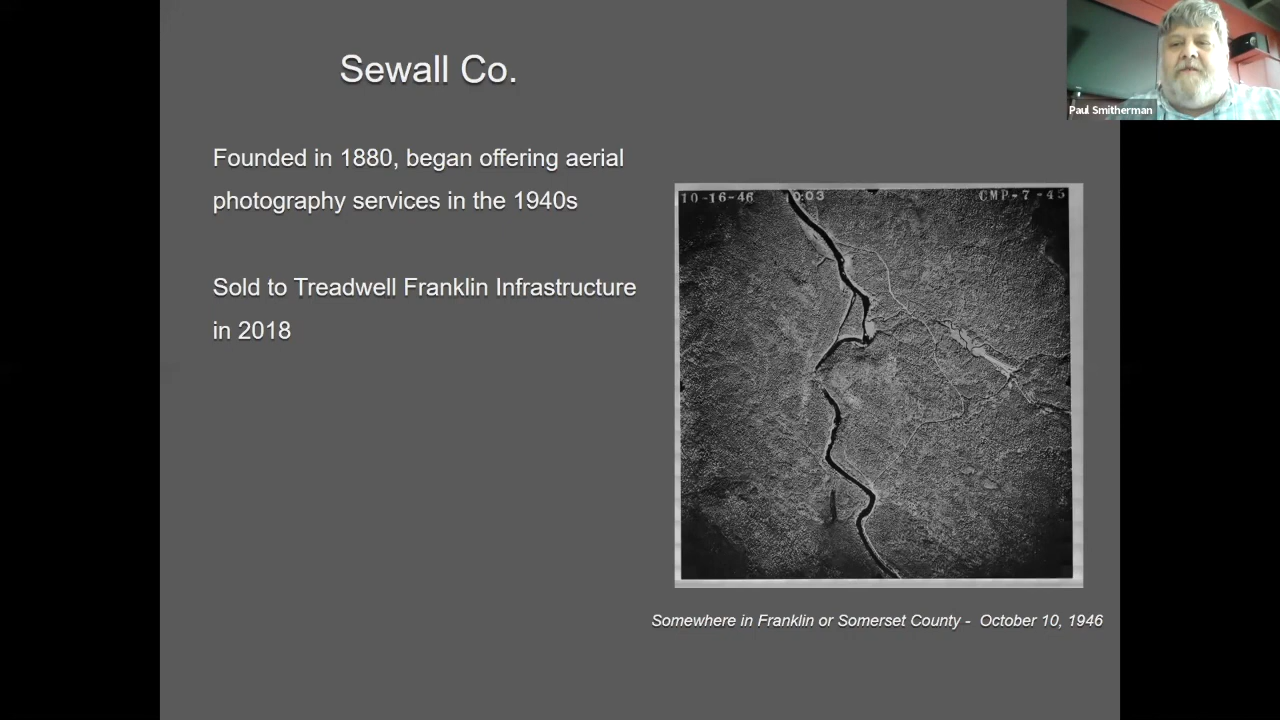 Sewall Co.
Paul Smitherman
Founded in 1880, began offering aerial
photography services in the 1940s
Sold to Treadwell Franklin Infrastructure
in 2018
10-16-46 10:03 CMP-7-45
Somewhere in Franklin or Somerset County - October 10, 1946